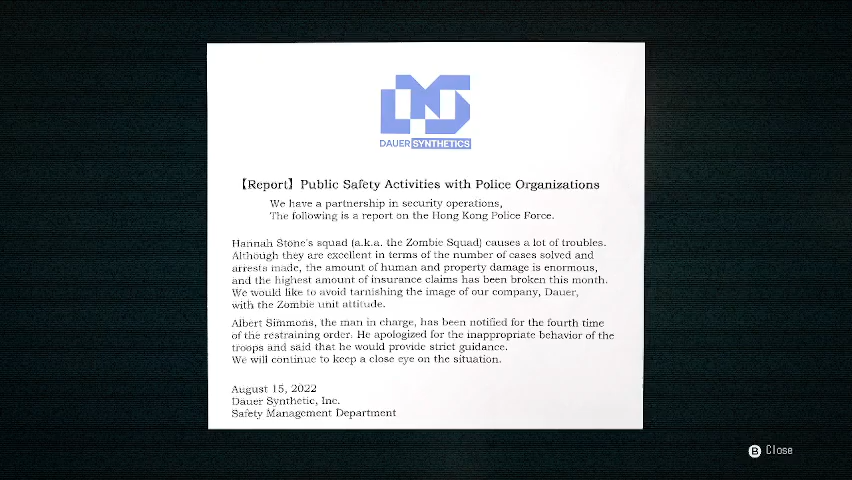 DAUER SYNTHETICS
【Report】 Public Safety Activities with Police Organizations
We have a partnership in security operations,
The following is a report on the Hong Kong Police Force.
Hannah Stone's squad (a.k.a. the Zombie Squad) causes a lot of troubles.
Although they are excellent in terms of the number of cases solved and
arrests made, the amount of human and property damage is enormous,
and the highest amount of insurance claims has been broken this month.
We would like to avoid tarnishing the image of our company, Dauer,
with the Zombie unit attitude.
Albert Simmons, the man in charge, has been notified for the fourth time
of the restraining order. He apologized for the inappropriate behavior of the
troops and said that he would provide strict guidance.
We will continue to keep a close eye on the situation.
August 15, 2022
Dauer Synthetic, Inc.
Safety Management Department
B Close